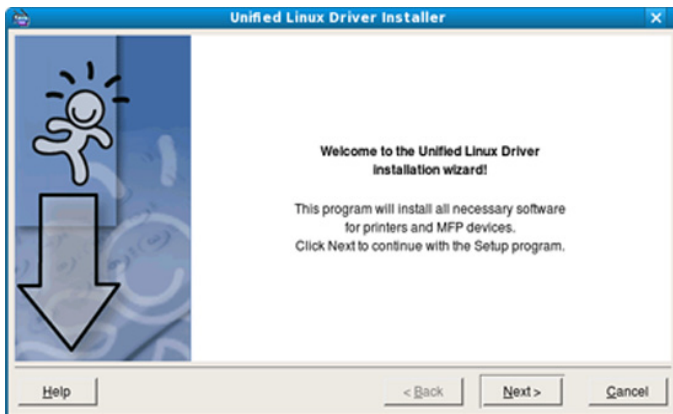 Unified Linux Driver Installer
Welcome to the Unified Linux Driver
installation wizard!
This program will install all necessary software
for printers and MFP devices.
Click Next to continue with the Setup program.
Help
< Back
Next >
Cancel